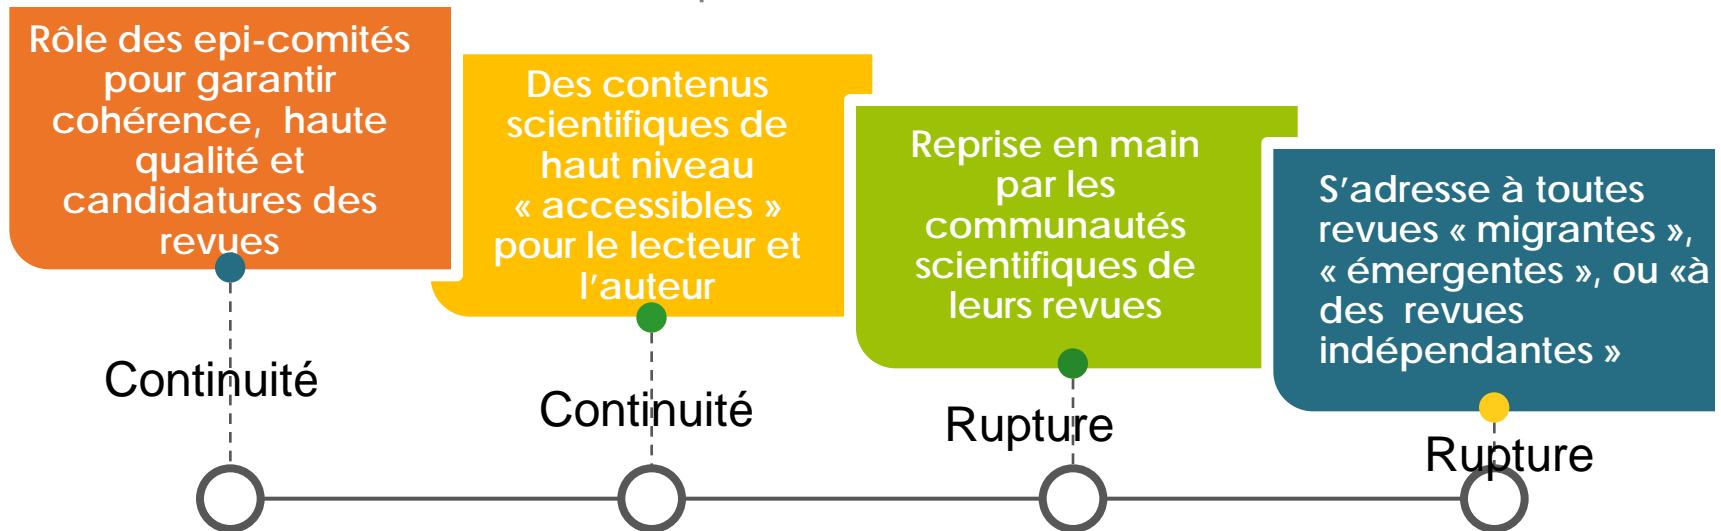 Rôle des epi-comités
pour garantir
cohérence, haute
qualité et
candidatures des
revues
Des contenus
scientifiques de
haut niveau
« accessibles »
pour le lecteur et
l’auteur
Reprise en main
par les
communautés
scientifiques de
leurs revues
S’adresse à toutes
revues « migrantes »,
« émergentes », ou «à
des revues
indépendantes »
Continuité
Continuité
Rupture
Rupture